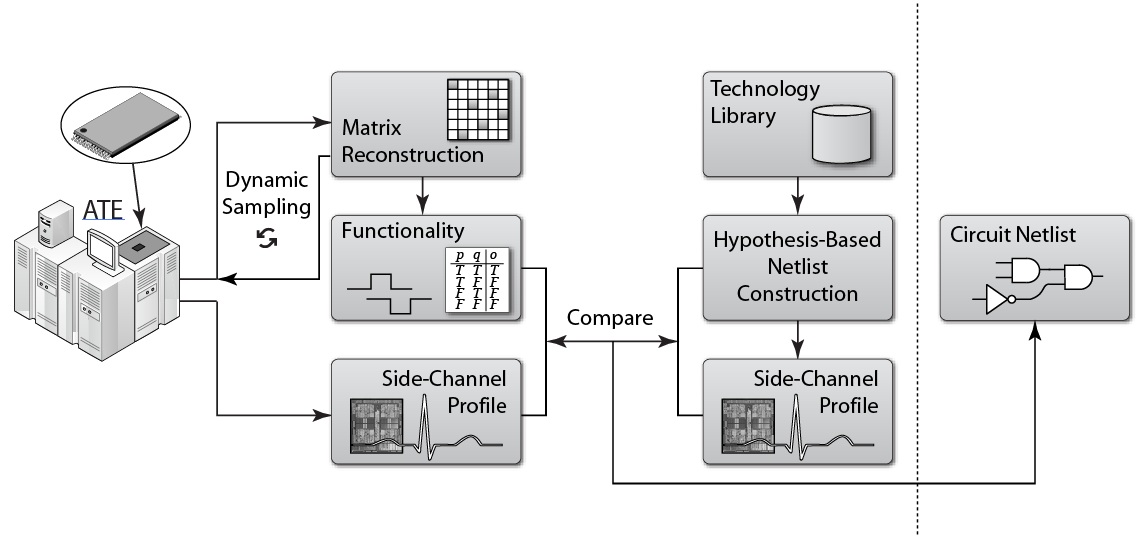 ATE
Dynamic
Sampling
Matrix
Reconstruction
Functionality
p q o
T T T
T F F
F T F
F F F
Side-Channel
Profile
Compare
Technology
Library
Hypothesis-Based
Netlist
Construction
Side-Channel
Profile
Circuit Netlist